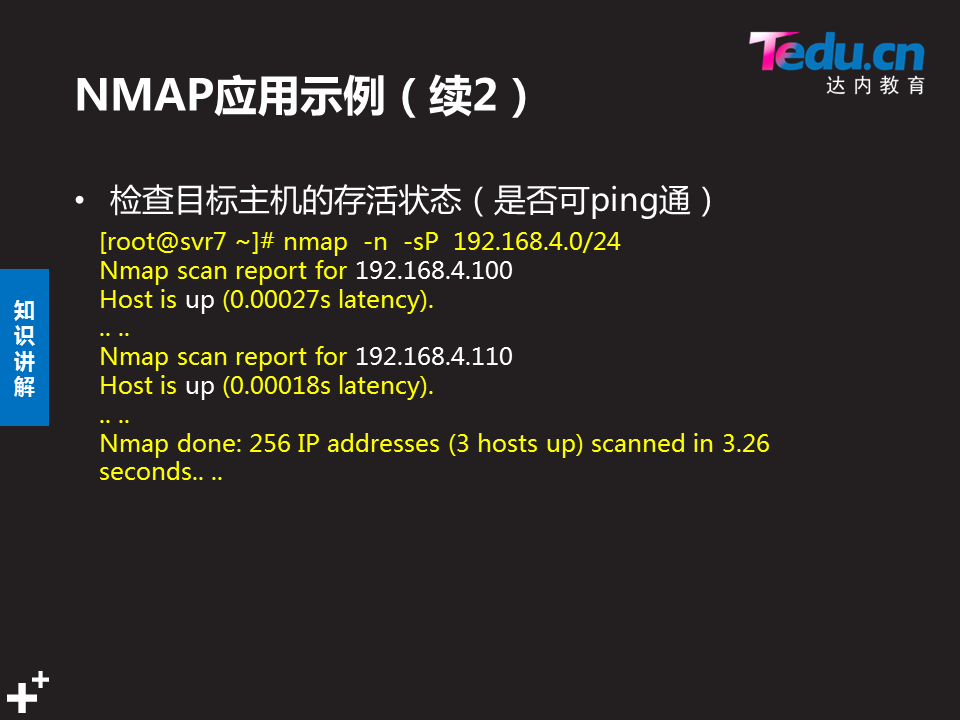 Tedu.cn
达内教育
NMAP应用示例（续2）
• 检查目标主机的存活状态（是否可ping通）
[root@svr7 ~]# nmap  -n  -sP  192.168.4.0/24
Nmap scan report for 192.168.4.100
Host is up (0.00027s latency).
.. ..
Nmap scan report for 192.168.4.110
Host is up (0.00018s latency).
.. ..
Nmap done: 256 IP addresses (3 hosts up) scanned in 3.26
seconds.. ..
知
识
讲
解